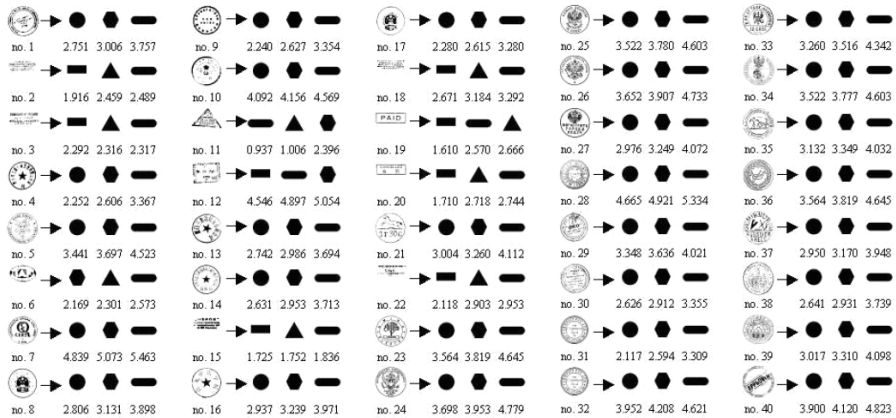 no. 1 2.751 3.006 3.757
no. 2 1.916 2.459 2.489
no. 3 2.292 2.316 2.317
no. 4 2.252 2.606 3.367
no. 5 3.441 3.697 4.523
no. 6 2.169 2.301 2.573
no. 7 4.839 5.073 5.463
no. 8 2.806 3.131 3.898
no. 9 2.240 2.627 3.354
no. 10 4.092 4.156 4.569
no. 11 0.937 1.006 2.396
no. 12 4.546 4.897 5.054
no. 13 2.742 2.986 3.694
no. 14 2.631 2.953 3.713
no. 15 1.725 1.752 1.836
no. 16 2.937 3.239 3.971
no. 17 2.280 2.615 3.280
no. 18 2.671 3.184 3.292
PAID
no. 19 1.610 2.570 2.666
no. 20 1.710 2.718 2.744
no. 21 3.004 3.260 4.112
no. 22 2.118 2.903 2.953
no. 23 3.564 3.819 4.645
no. 24 3.698 3.953 4.779
no. 25 3.522 3.780 4.603
no. 26 3.652 3.907 4.733
no. 27 2.976 3.249 4.072
no. 28 4.665 4.921 5.334
no. 29 3.348 3.636 4.021
no. 30 2.626 2.912 3.355
no. 31 2.117 2.594 3.309
no. 32 3.952 4.208 4.621
no. 33 3.260 3.516 4.342
no. 34 3.522 3.777 4.603
no. 35 3.132 3.349 4.032
no. 36 3.564 3.819 4.645
no. 37 2.950 3.170 3.948
no. 38 2.641 2.931 3.739
no. 39 3.017 3.310 4.098
APPROVED
no. 40 3.900 4.120 4.825